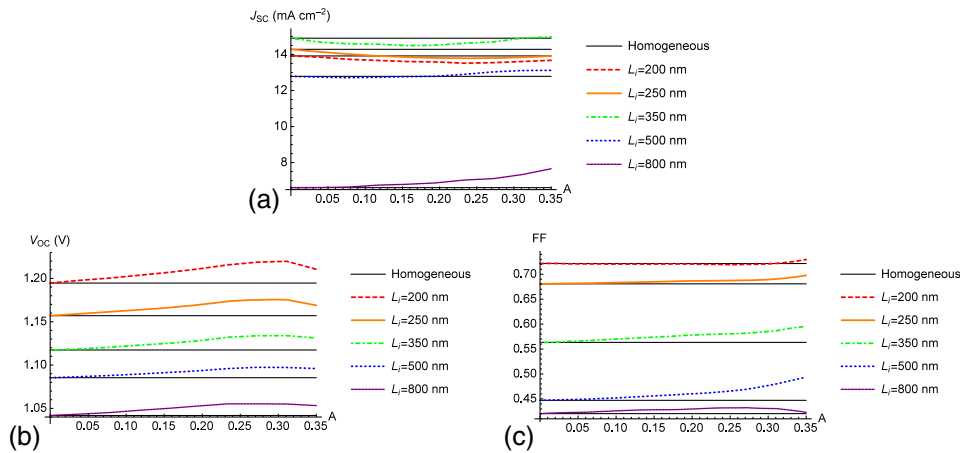 J_SC (mA cm⁻²)
14
12
10
8
0.05 0.10 0.15 0.20 0.25 0.30 0.35
A
Homogeneous
L_i=200 nm
L_i=250 nm
L_i=350 nm
L_i=500 nm
L_i=800 nm
(a)
V_OC (V)
1.20
1.15
1.10
1.05
0.05 0.10 0.15 0.20 0.25 0.30 0.35
A
Homogeneous
L_i=200 nm
L_i=250 nm
L_i=350 nm
L_i=500 nm
L_i=800 nm
(b)
FF
0.70
0.65
0.60
0.55
0.50
0.45
0.05 0.10 0.15 0.20 0.25 0.30 0.35
A
Homogeneous
L_i=200 nm
L_i=250 nm
L_i=350 nm
L_i=500 nm
L_i=800 nm
(c)